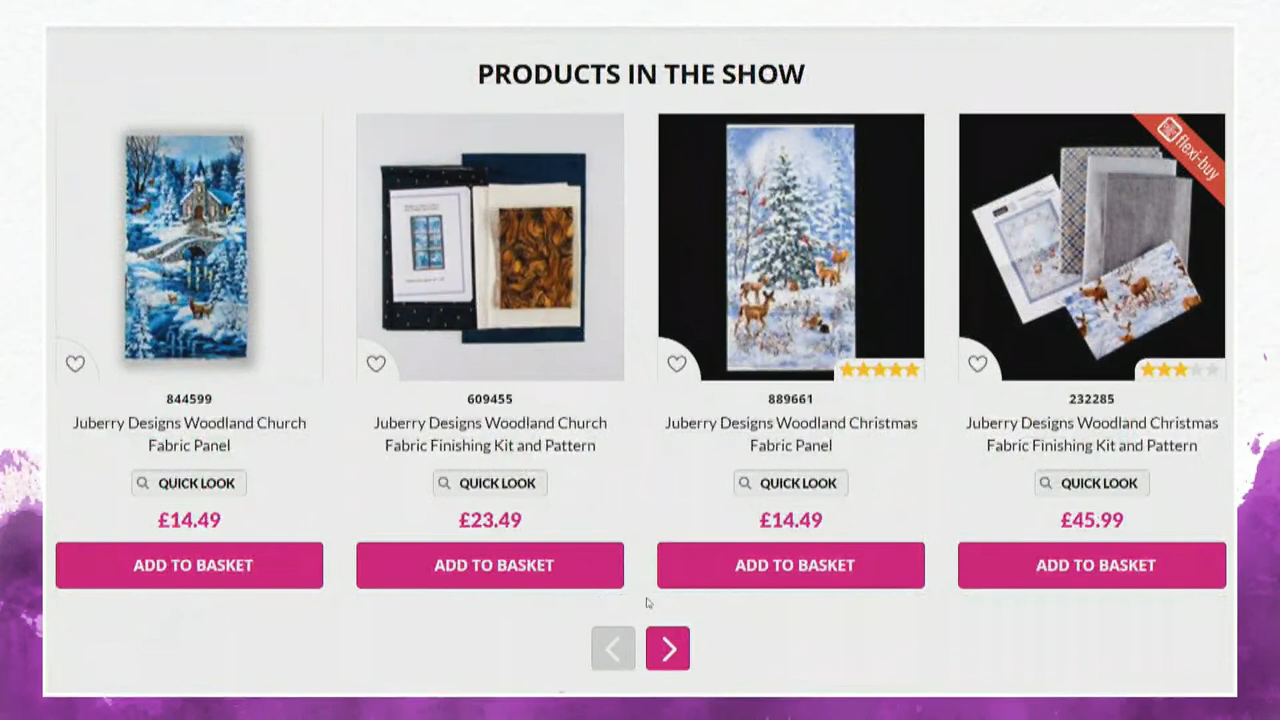 PRODUCTS IN THE SHOW
flexi-buy
844599
Juberry Designs Woodland Church
Fabric Panel
QUICK LOOK
£14.49
ADD TO BASKET
609455
Juberry Designs Woodland Church
Fabric Finishing Kit and Pattern
QUICK LOOK
£23.49
ADD TO BASKET
889661
Juberry Designs Woodland Christmas
Fabric Panel
QUICK LOOK
£14.49
ADD TO BASKET
232285
Juberry Designs Woodland Christmas
Fabric Finishing Kit and Pattern
QUICK LOOK
£45.99
ADD TO BASKET